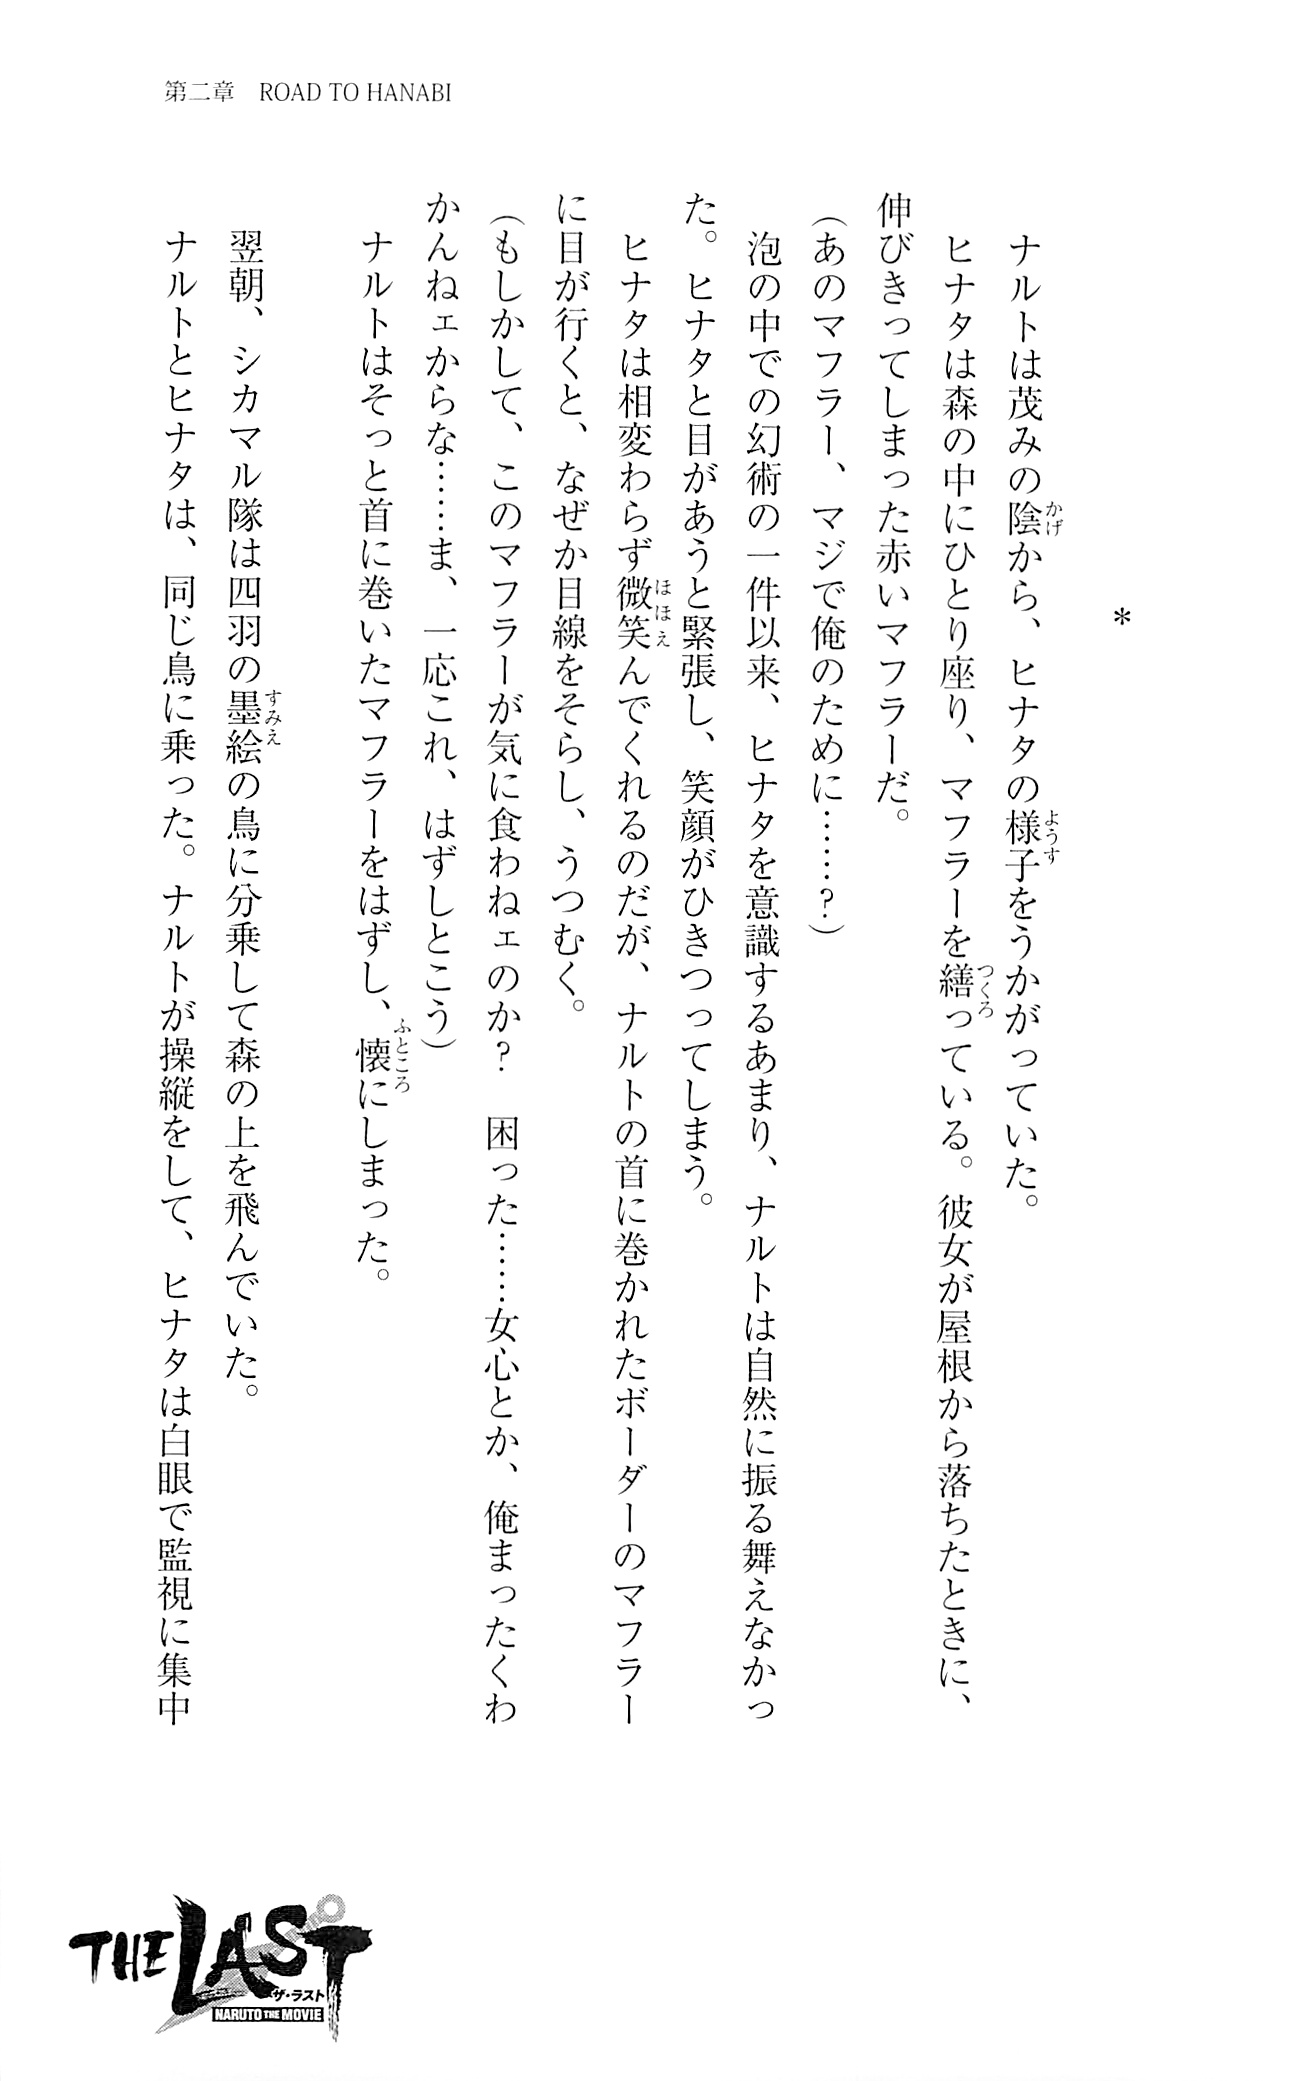 第二章　ROAD TO HANABI
＊
　ナルトは茂みの陰から、ヒナタの様子をうかがっていた。
　ヒナタは森の中にひとり座り、マフラーを繕っている。彼女が屋根から落ちたときに、
伸びきってしまった赤いマフラーだ。
（あのマフラー、マジで俺のために……？）
　泡の中での幻術の一件以来、ヒナタを意識するあまり、ナルトは自然に振る舞えなかっ
た。ヒナタと目があうと緊張し、笑顔がひきつってしまう。
　ヒナタは相変わらず微笑んでくれるのだが、ナルトの首に巻かれたボーダーのマフラー
に目が行くと、なぜか目線をそらし、うつむく。
（もしかして、このマフラーが気に食わねェのか？　困った……女心とか、俺まったくわ
かんねェからな……ま、一応これ、はずしとこう）
　ナルトはそっと首に巻いたマフラーをはずし、懐にしまった。
　翌朝、シカマル隊は四羽の墨絵の鳥に分乗して森の上を飛んでいた。
　ナルトとヒナタは、同じ鳥に乗った。ナルトが操縦をして、ヒナタは白眼で監視に集中
THE LAST
ザ・ラスト
NARUTO THE MOVIE